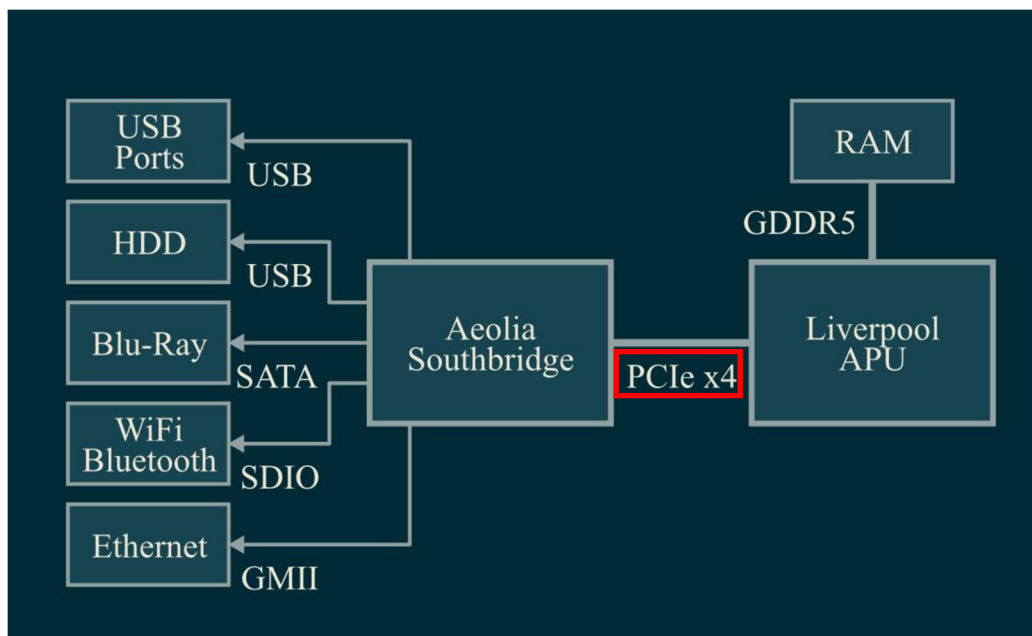 USB
Ports
USB
HDD
USB
Blu-Ray
SATA
WiFi
Bluetooth
SDIO
Ethernet
GMII
Aeolia
Southbridge
PCIe x4
RAM
GDDR5
Liverpool
APU